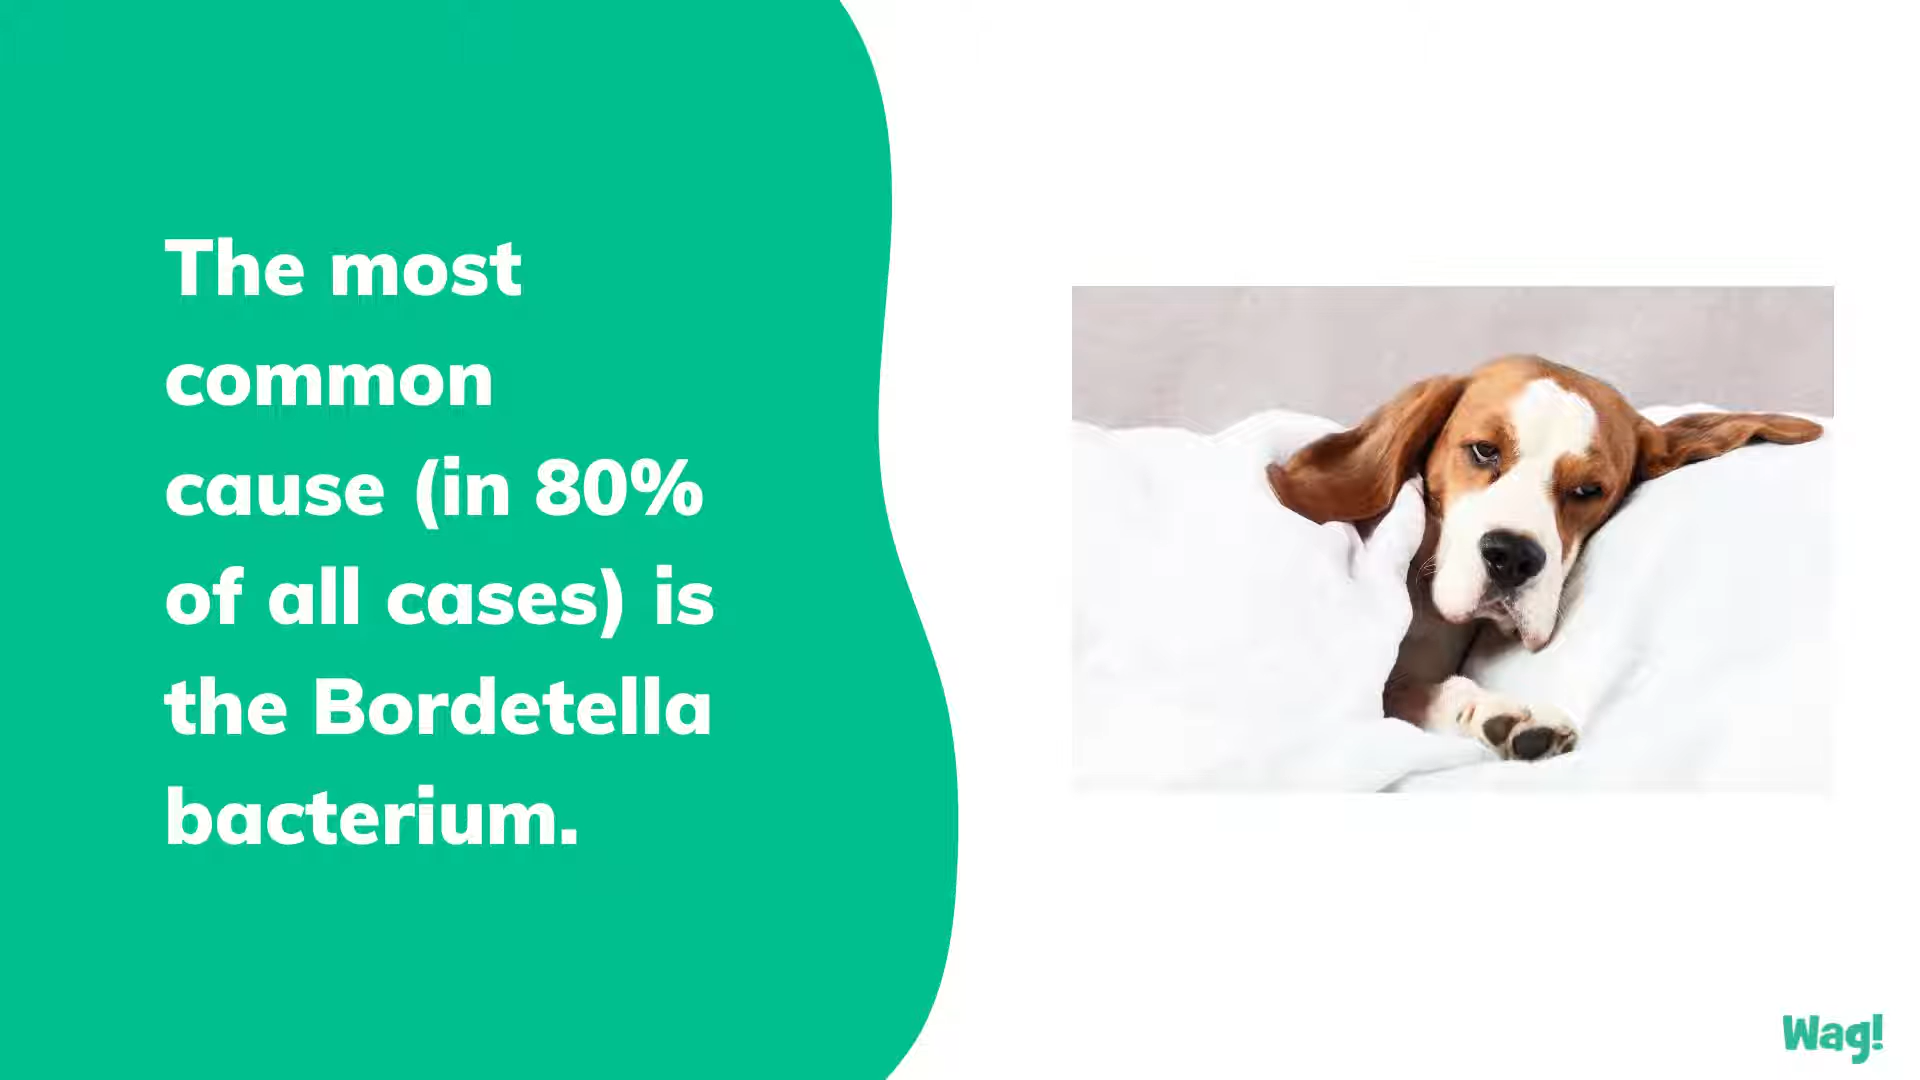 The most
common
cause (in 80%
of all cases) is
the Bordetella
bacterium.
Wag!